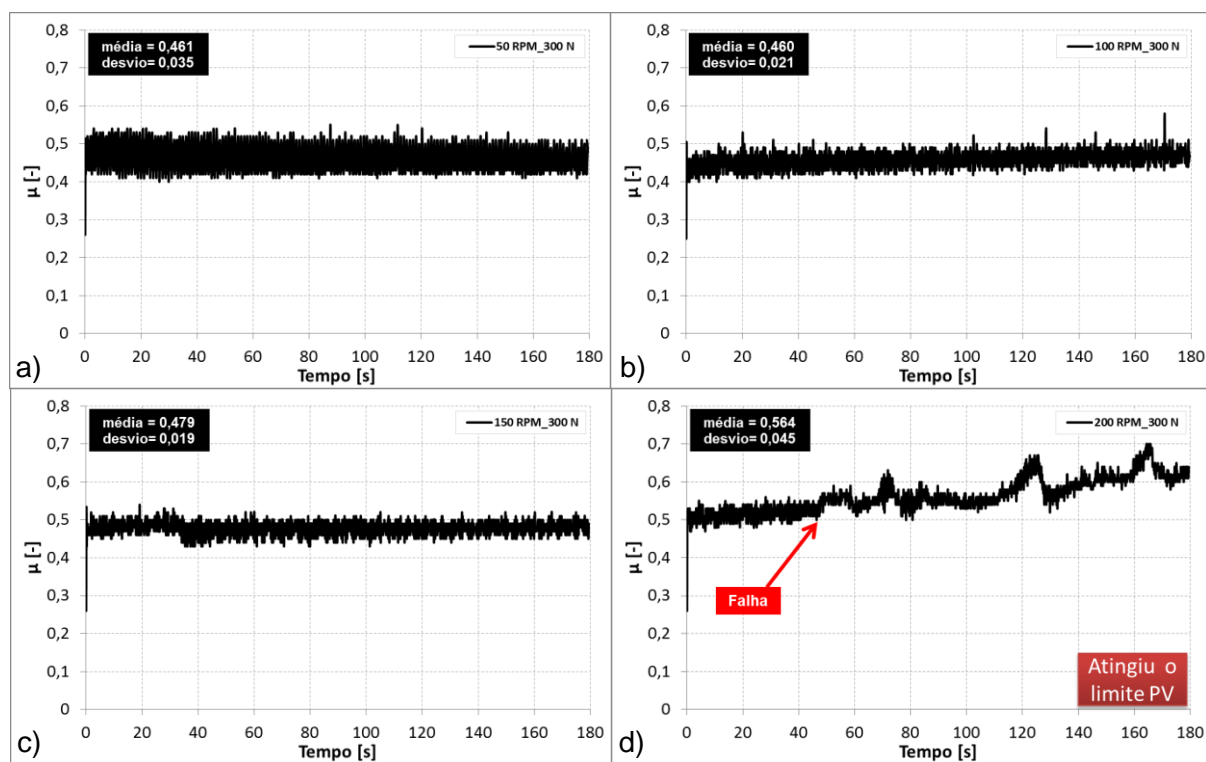 média = 0,461
desvio= 0,035
50 RPM_300 N
0,8
0,7
0,6
0,5
0,4
0,3
0,2
0,1
0
µ [-]
0 20 40 60 80 100 120 140 160 180
Tempo [s]
a)
média = 0,460
desvio= 0,021
100 RPM_300 N
0,8
0,7
0,6
0,5
0,4
0,3
0,2
0,1
0
µ [-]
0 20 40 60 80 100 120 140 160 180
Tempo [s]
b)
média = 0,479
desvio= 0,019
150 RPM_300 N
0,8
0,7
0,6
0,5
0,4
0,3
0,2
0,1
0
µ [-]
0 20 40 60 80 100 120 140 160 180
Tempo [s]
c)
média = 0,564
desvio= 0,045
200 RPM_300 N
0,8
0,7
0,6
0,5
0,4
0,3
0,2
0,1
0
µ [-]
Falha
Atingiu o
limite PV
0 20 40 60 80 100 120 140 160 180
Tempo [s]
d)